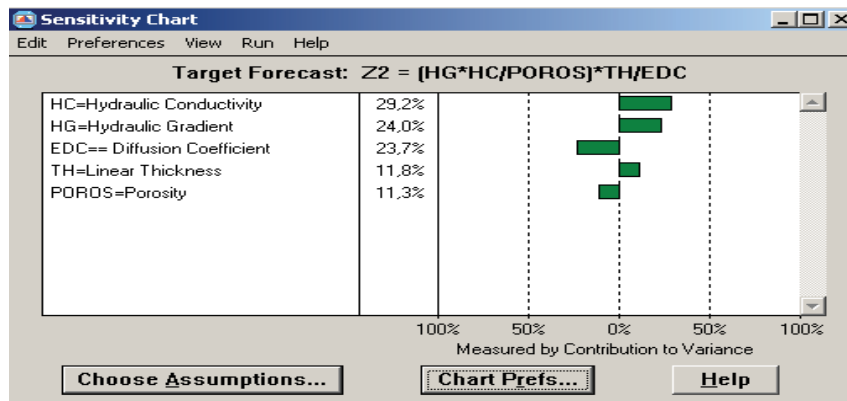 Sensitivity Chart
Edit Preferences View Run Help
Target Forecast: Z2 = (HG*HC/POROS)*TH/EDC
HC=Hydraulic Conductivity 29,2%
HG=Hydraulic Gradient 24,0%
EDC== Diffusion Coefficient 23,7%
TH=Linear Thickness 11,8%
POROS=Porosity 11,3%
100% 50% 0% 50% 100%
Measured by Contribution to Variance
Choose Assumptions... Chart Prefs... Help